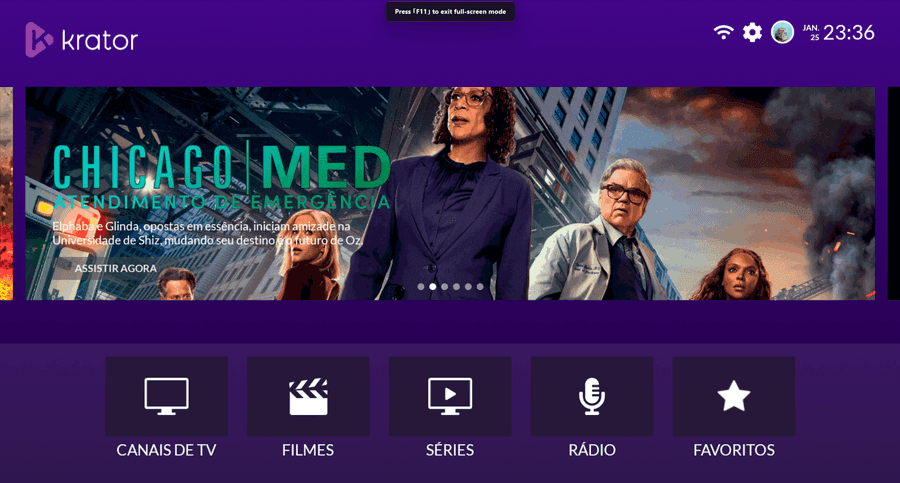 Press「F11」to exit full-screen mode
krator
JAN.
25
23:36
CHICAGO MED
ATENDIMENTO DE EMERGÊNCIA
Elphaba e Glinda, opostas em essência, iniciam amizade na
Universidade de Shiz, mudando seu destino e o futuro de Oz.
ASSISTIR AGORA
CANAIS DE TV
FILMES
SÉRIES
RÁDIO
FAVORITOS